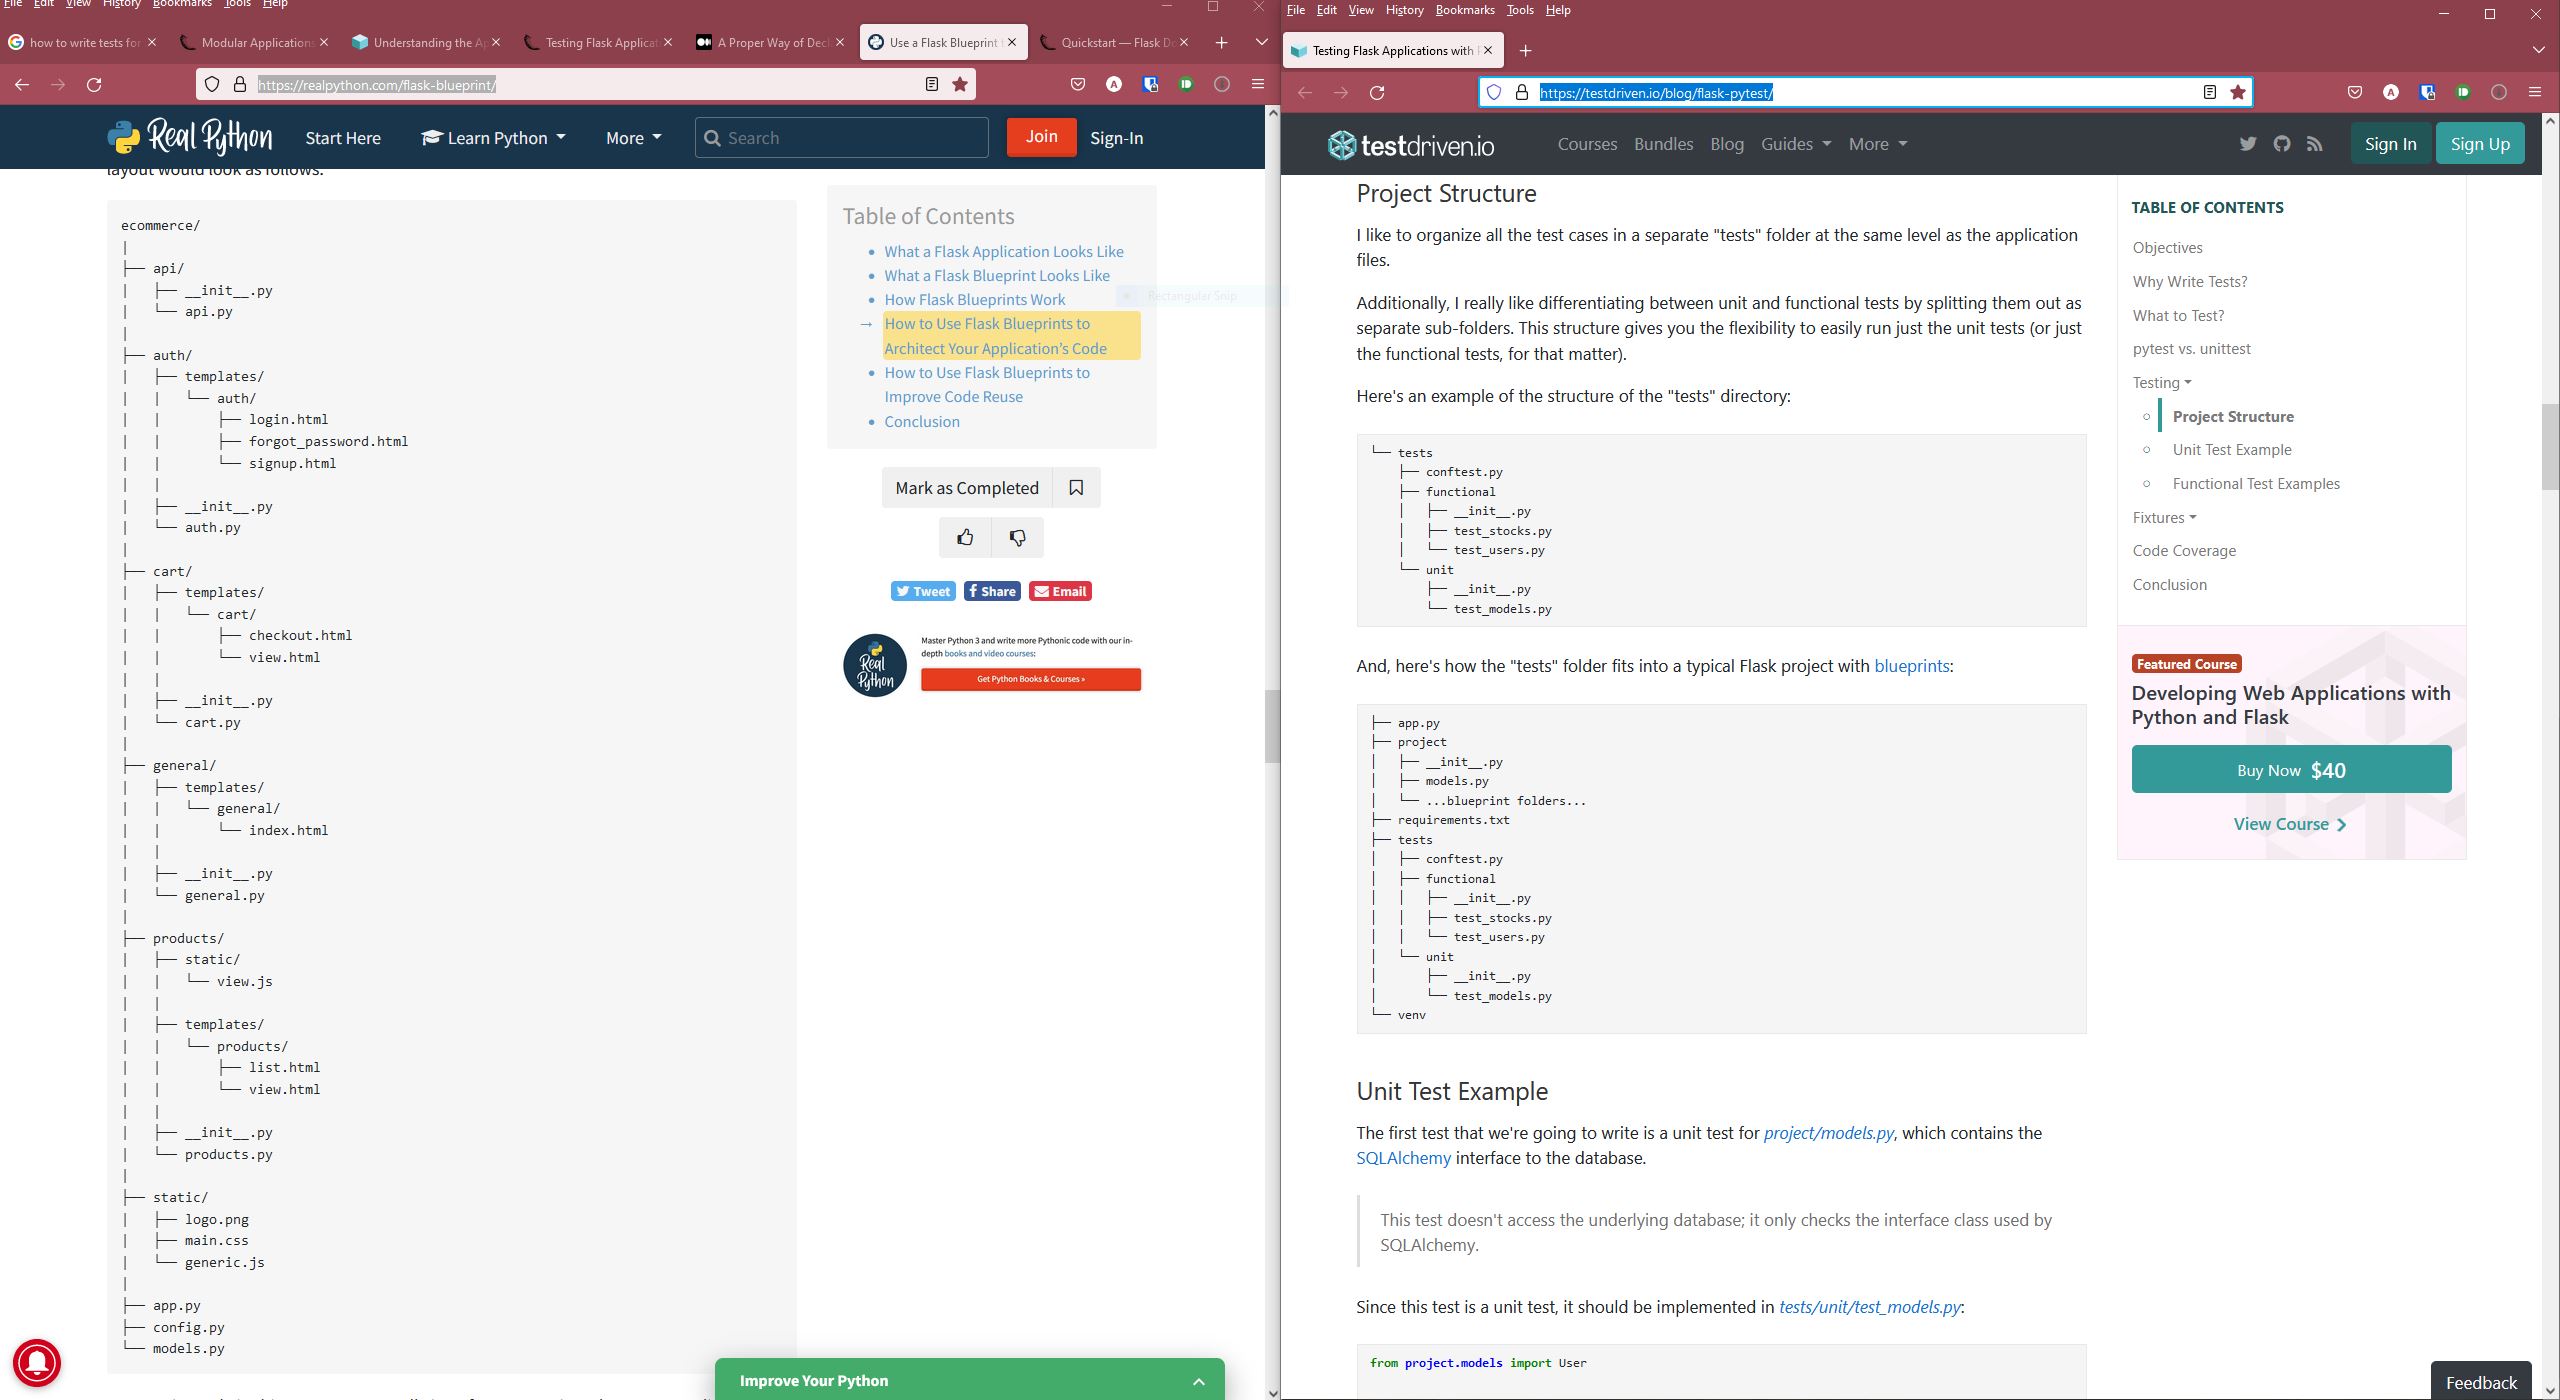 File Edit View History Bookmarks Tools Help
how to write tests for
Modular Applications
Understanding the Ap
Testing Flask Applicat
A Proper Way of Decl
Use a Flask Blueprint t
Quickstart — Flask Do
https://realpython.com/flask-blueprint/
Real Python
Start Here
Learn Python
More
Search
Join
Sign-In
layout would look as follows:
ecommerce/
|
├── api/
|   ├── __init__.py
|   └── api.py
|
├── auth/
|   ├── templates/
|   |   └── auth/
|   |       ├── login.html
|   |       ├── forgot_password.html
|   |       └── signup.html
|   |
|   ├── __init__.py
|   └── auth.py
|
├── cart/
|   ├── templates/
|   |   └── cart/
|   |       ├── checkout.html
|   |       └── view.html
|   |
|   ├── __init__.py
|   └── cart.py
|
├── general/
|   ├── templates/
|   |   └── general/
|   |       └── index.html
|   |
|   ├── __init__.py
|   └── general.py
|
├── products/
|   ├── static/
|   |   └── view.js
|   |
|   ├── templates/
|   |   └── products/
|   |       ├── list.html
|   |       └── view.html
|   |
|   ├── __init__.py
|   └── products.py
|
├── static/
|   ├── logo.png
|   ├── main.css
|   └── generic.js
|
├── app.py
├── config.py
└── models.py
Table of Contents
• What a Flask Application Looks Like
• What a Flask Blueprint Looks Like
• How Flask Blueprints Work
Rectangular Snip
→ How to Use Flask Blueprints to
Architect Your Application's Code
• How to Use Flask Blueprints to
Improve Code Reuse
• Conclusion
Mark as Completed
Tweet
Share
Email
Real Python
Master Python 3 and write more Pythonic code with our in-
depth books and video courses:
Get Python Books & Courses »
Improve Your Python
File Edit View History Bookmarks Tools Help
Testing Flask Applications with
https://testdriven.io/blog/flask-pytest/
testdriven.io
Courses
Bundles
Blog
Guides
More
Sign In
Sign Up
Project Structure
I like to organize all the test cases in a separate "tests" folder at the same level as the application
files.
Additionally, I really like differentiating between unit and functional tests by splitting them out as
separate sub-folders. This structure gives you the flexibility to easily run just the unit tests (or just
the functional tests, for that matter).
Here's an example of the structure of the "tests" directory:
└── tests
    ├── conftest.py
    ├── functional
    │   ├── __init__.py
    │   ├── test_stocks.py
    │   └── test_users.py
    └── unit
        ├── __init__.py
        └── test_models.py
And, here's how the "tests" folder fits into a typical Flask project with blueprints:
├── app.py
├── project
│   ├── __init__.py
│   ├── models.py
│   └── ...blueprint folders...
├── requirements.txt
├── tests
│   ├── conftest.py
│   ├── functional
│   │   ├── __init__.py
│   │   ├── test_stocks.py
│   │   └── test_users.py
│   └── unit
│       ├── __init__.py
│       └── test_models.py
└── venv
Unit Test Example
The first test that we're going to write is a unit test for project/models.py, which contains the
SQLAlchemy interface to the database.
This test doesn't access the underlying database; it only checks the interface class used by
SQLAlchemy.
Since this test is a unit test, it should be implemented in tests/unit/test_models.py:
from project.models import User
TABLE OF CONTENTS
Objectives
Why Write Tests?
What to Test?
pytest vs. unittest
Testing
Project Structure
Unit Test Example
Functional Test Examples
Fixtures
Code Coverage
Conclusion
Featured Course
Developing Web Applications with
Python and Flask
Buy Now $40
View Course
Feedback